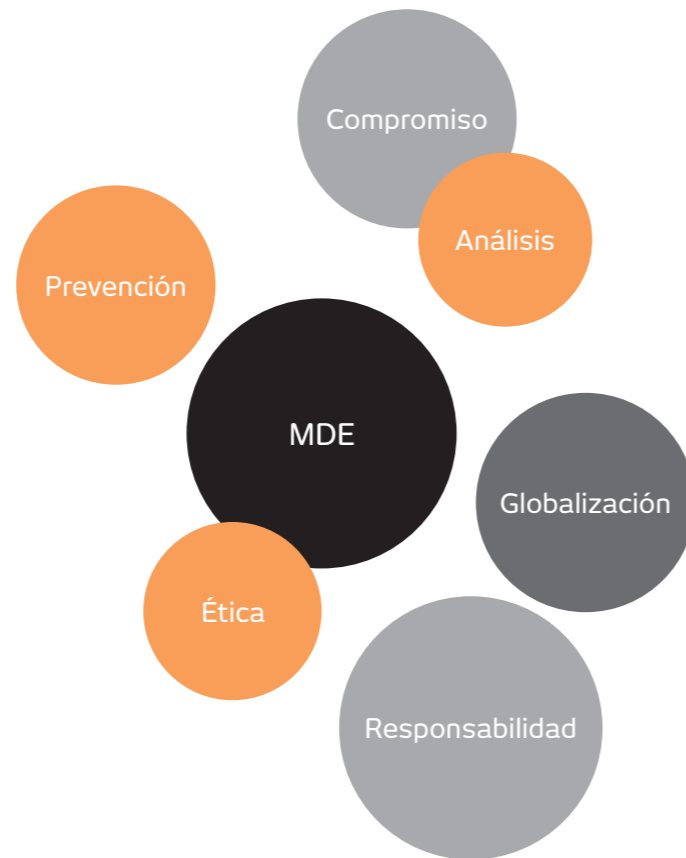 Compromiso
Análisis
Prevención
MDE
Globalización
Ética
Responsabilidad